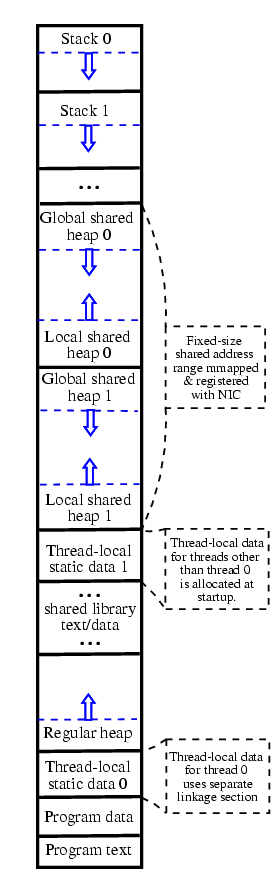 Stack 0
Stack 1
...
Global shared
heap 0
Local shared
heap 0
Global shared
heap 1
Local shared
heap 1
Fixed-size
shared address
range mmapped
& registered
with NIC
Thread-local
static data 1
Thread-local data
for threads other
than thread 0
is allocated at
startup.
...
shared library
text/data
...
Regular heap
Thread-local
static data 0
Thread-local data
for thread 0
uses separate
linkage section
Program data
Program text